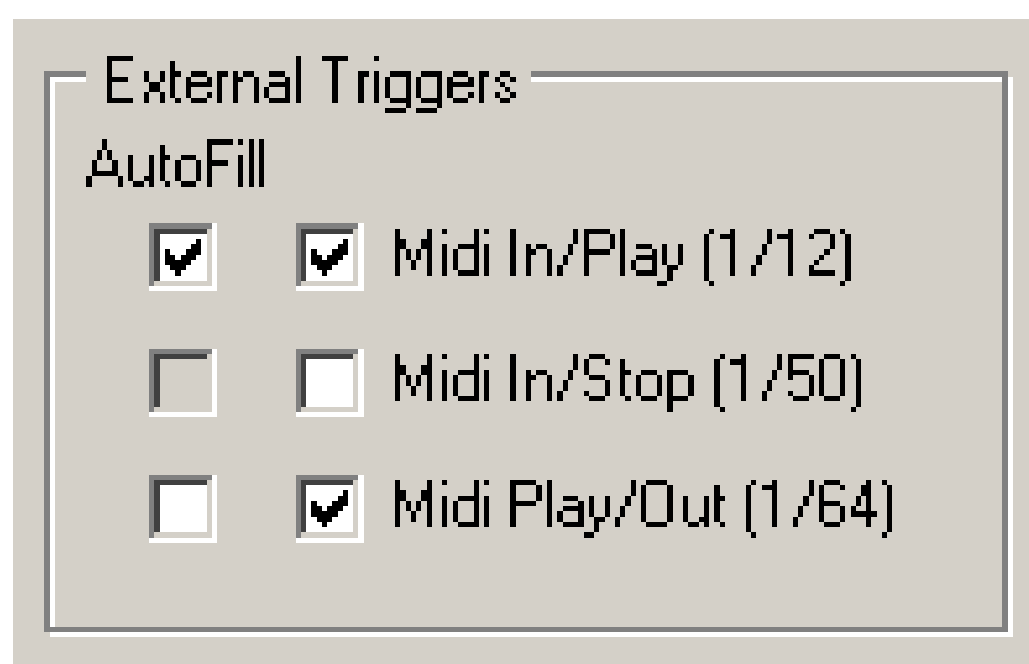 External Triggers
AutoFill
Midi In/Play (1/12)
Midi In/Stop (1/50)
Midi Play/Out (1/64)